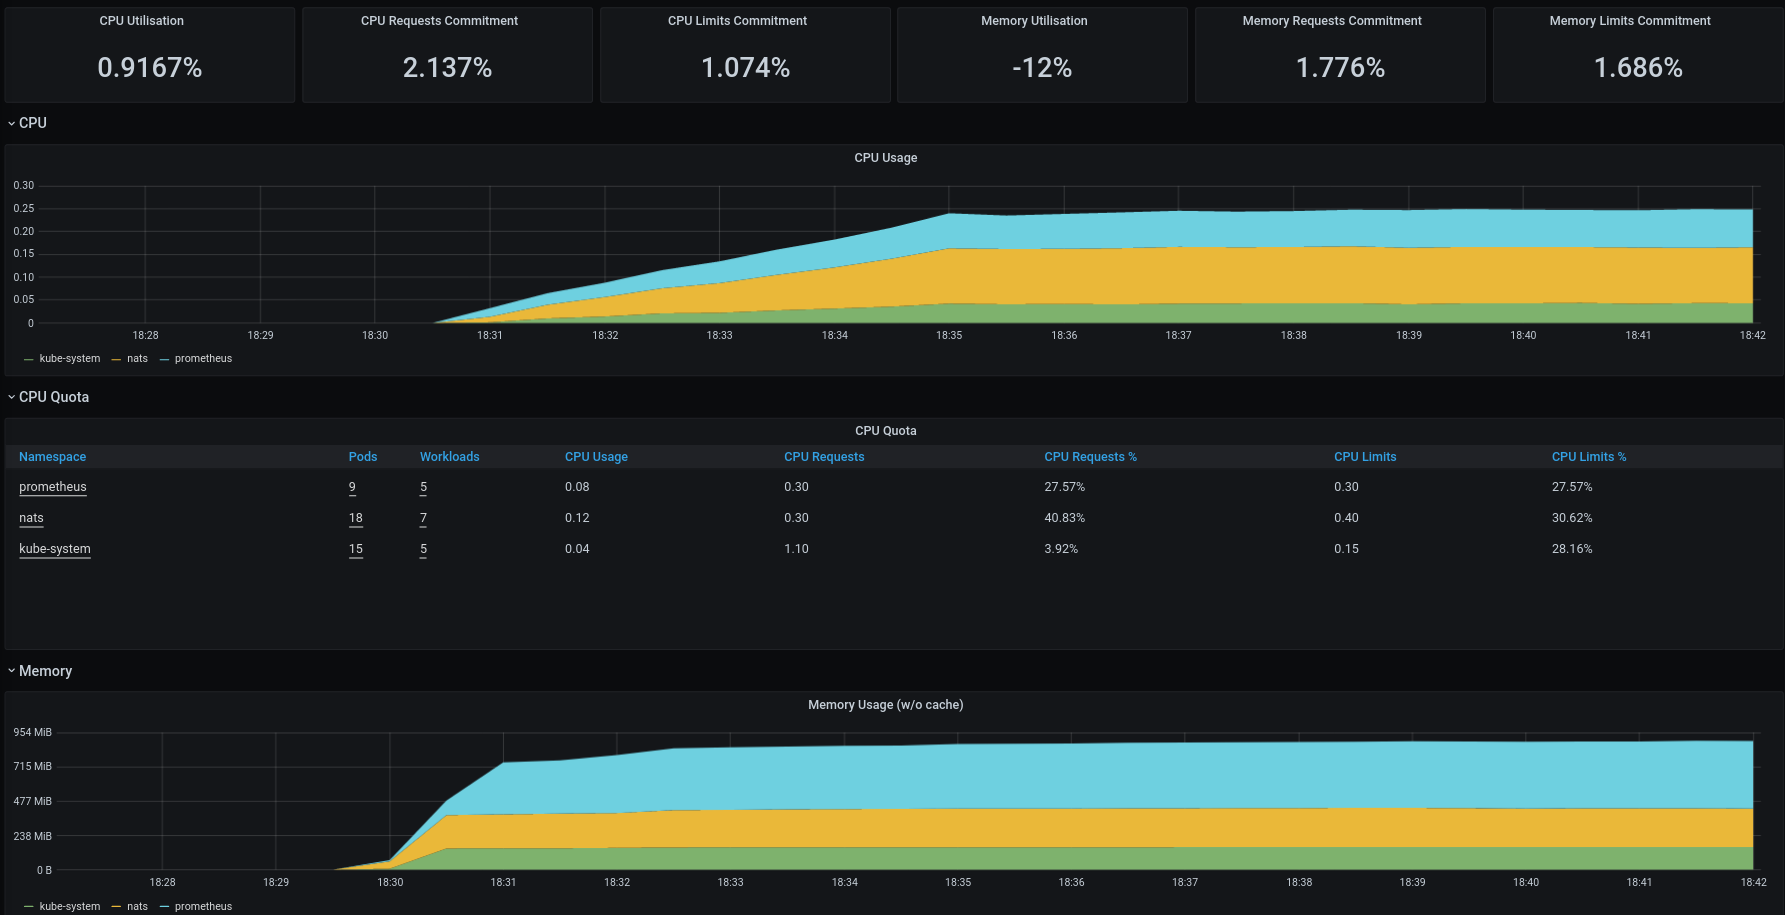 CPU Utilisation CPU Requests Commitment CPU Limits Commitment Memory Utilisation Memory Requests Commitment Memory Limits Commitment
0.9167% 2.137% 1.074% -12% 1.776% 1.686%
CPU
CPU Usage
0.30
0.25
0.20
0.15
0.10
0.05
0
18:28 18:29 18:30 18:31 18:32 18:33 18:34 18:35 18:36 18:37 18:38 18:39 18:40 18:41 18:42
kube-system nats prometheus
CPU Quota
CPU Quota
Namespace Pods Workloads CPU Usage CPU Requests CPU Requests % CPU Limits CPU Limits %
prometheus 9 5 0.08 0.30 27.57% 0.30 27.57%
nats 18 7 0.12 0.30 40.83% 0.40 30.62%
kube-system 15 5 0.04 1.10 3.92% 0.15 28.16%
Memory
Memory Usage (w/o cache)
954 MiB
715 MiB
477 MiB
238 MiB
0 B
18:28 18:29 18:30 18:31 18:32 18:33 18:34 18:35 18:36 18:37 18:38 18:39 18:40 18:41 18:42
kube-system nats prometheus